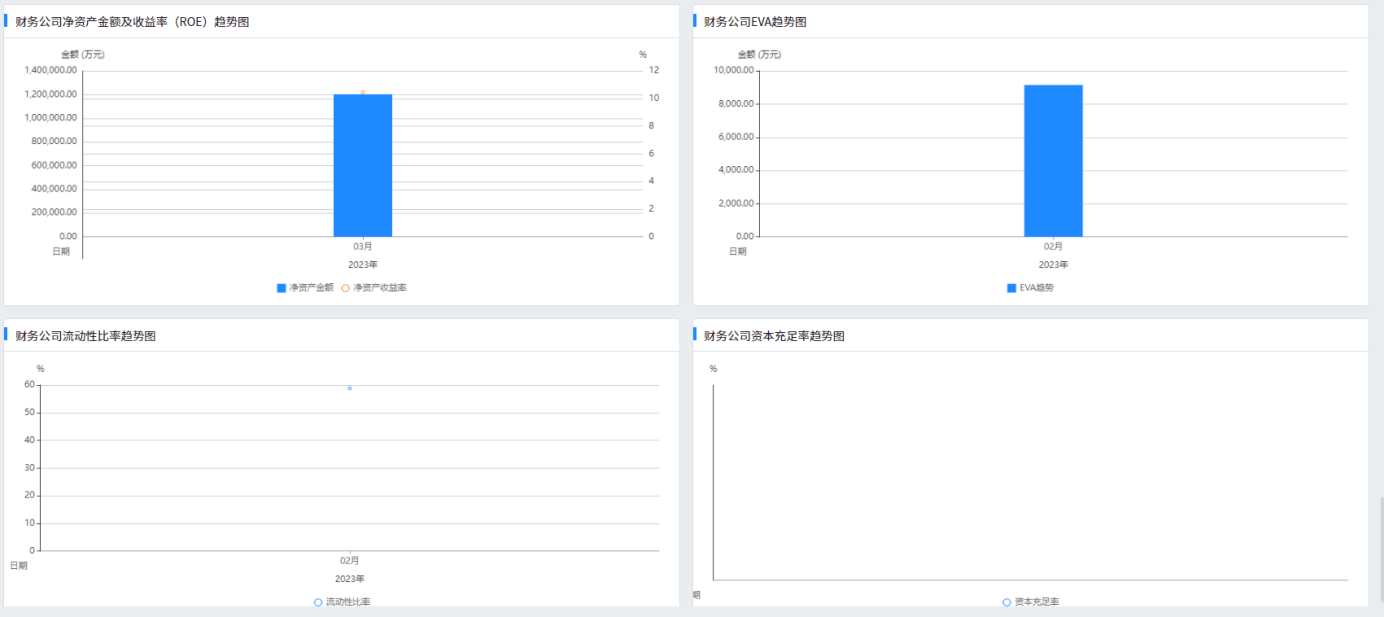 财务公司净资产金额及收益率（ROE）趋势图
金额 (万元)
%
1,400,000.00
1,200,000.00
1,000,000.00
800,000.00
600,000.00
400,000.00
200,000.00
0.00
12
10
8
6
4
2
0
日期
03月
2023年
净资产金额
净资产收益率
财务公司EVA趋势图
金额 (万元)
10,000.00
8,000.00
6,000.00
4,000.00
2,000.00
0.00
日期
02月
2023年
EVA趋势
财务公司流动性比率趋势图
%
60
50
40
30
20
10
0
日期
02月
2023年
流动性比率
财务公司资本充足率趋势图
%
期
资本充足率